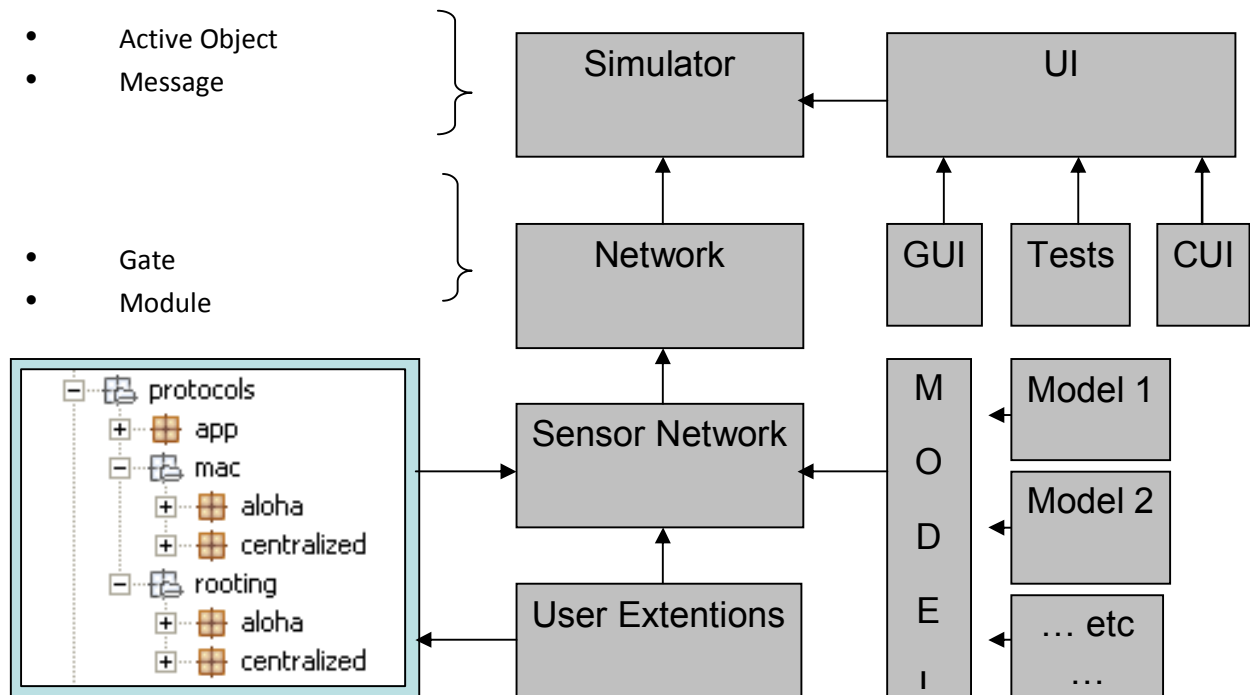 • Active Object
• Message
Simulator
UI
• Gate
• Module
Network
GUI
Tests
CUI
protocols
app
mac
aloha
centralized
rooting
aloha
centralized
Sensor Network
User Extentions
M
O
D
E
Model 1
Model 2
… etc
…